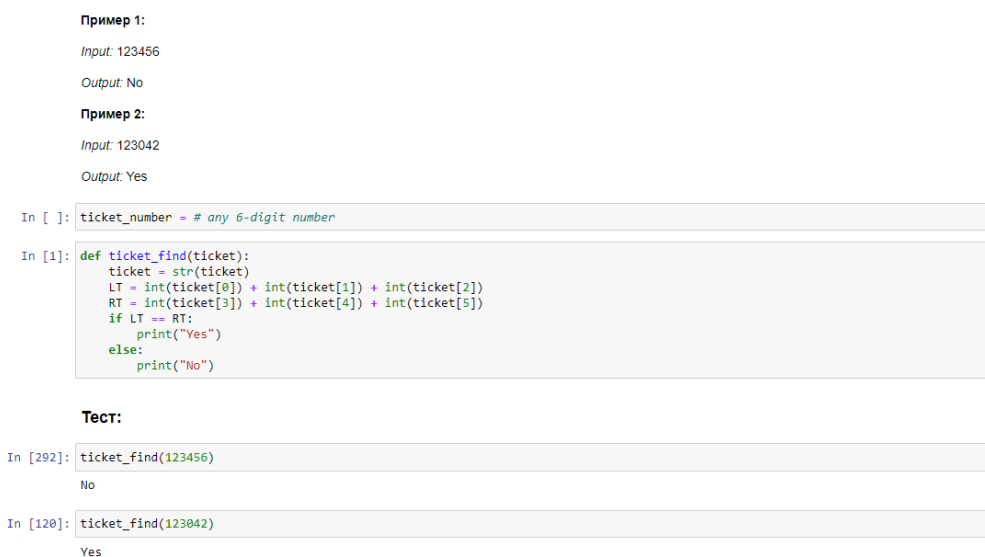 Пример 1:
Input: 123456
Output: No
Пример 2:
Input: 123042
Output: Yes
In [ ]: ticket_number = # any 6-digit number
In [1]: def ticket_find(ticket):
    ticket = str(ticket)
    LT = int(ticket[0]) + int(ticket[1]) + int(ticket[2])
    RT = int(ticket[3]) + int(ticket[4]) + int(ticket[5])
    if LT == RT:
        print("Yes")
    else:
        print("No")
Тест:
In [292]: ticket_find(123456)
No
In [120]: ticket_find(123042)
Yes